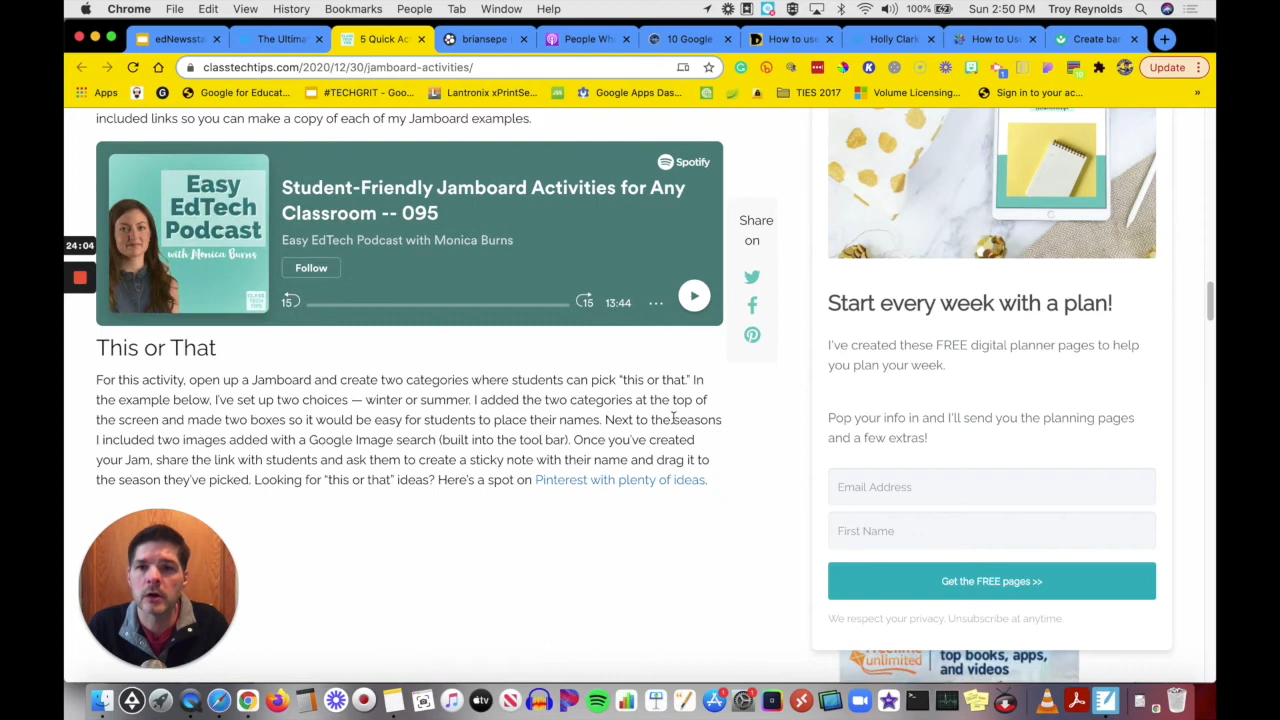 Chrome File Edit View History Bookmarks People Tab Window Help 100% Sun 2:50 PM Troy Reynolds
edNewssta The Ultima 5 Quick Ac briansepe People Wh 10 Google How to use Holly Clark How to Us Create bar
classtechtips.com/2020/12/30/jamboard-activities/ Update
Apps Google for Educat... #TECHGRIT - Goo... Lantronix xPrintSe... Google Apps Das... TIES 2017 Volume Licensing... Sign in to your ac... »
included links so you can make a copy of each of my Jamboard examples.
Easy
EdTech
Podcast
with Monica Burns
CLASS
TECH
TIPS
Spotify
Student-Friendly Jamboard Activities for Any
Classroom -- 095
Easy EdTech Podcast with Monica Burns
Follow
15 15 13:44 ...
24:04
Share
on
This or That
For this activity, open up a Jamboard and create two categories where students can pick “this or that.” In
the example below, I’ve set up two choices — winter or summer. I added the two categories at the top of
the screen and made two boxes so it would be easy for students to place their names. Next to the seasons
I included two images added with a Google Image search (built into the tool bar). Once you’ve created
your Jam, share the link with students and ask them to create a sticky note with their name and drag it to
the season they’ve picked. Looking for “this or that” ideas? Here’s a spot on Pinterest with plenty of ideas.
Start every week with a plan!
I’ve created these FREE digital planner pages to help
you plan your week.
Pop your info in and I’ll send you the planning pages
and a few extras!
Email Address
First Name
Get the FREE pages >>
We respect your privacy. Unsubscribe at anytime.
unlimited
top books, apps,
and videos